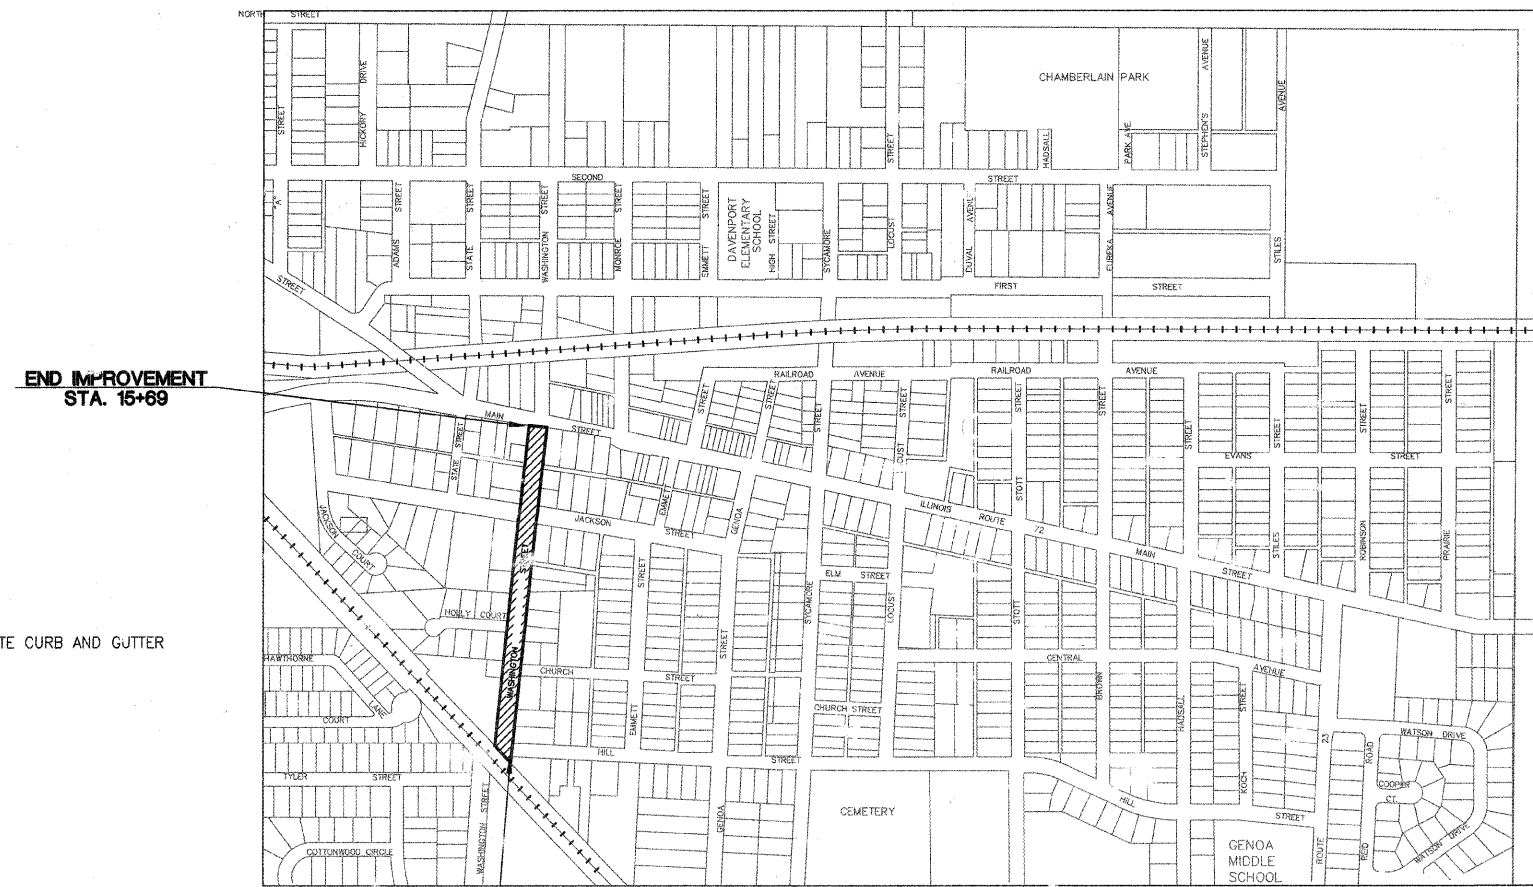 NORTH STREET
CHAMBERLAIN PARK
AVENUE
AVENUE
HICKORY DRIVE
STREET
STREET
HADSALL
PARK AVE.
STEPHEN'S
SECOND
STREET
"A"
STREET
STREET
STREET
STREET
STREET
AVENUE
AVENUE
DAVENPORT
ELEMENTARY
SCHOOL
HIGH STREET
ADAMS
STATE
WASHINGTON
MONROE
EMMETT
SYCAMORE
LOCUST
DUVAL
EUREKA
STILES
STREET
FIRST
STREET
END IMPROVEMENT
STA. 15+69
RAILROAD AVENUE
RAILROAD AVENUE
STREET
STREET
STREET
STREET
STREET
STREET
STREET
STREET
STREET
STREET
MAIN
STREET
STATE STREET
EVANS
STREET
EMMETT
GENOA
STOTT
ILLINOIS ROUTE 72
MAIN
STREET
JACKSON
STREET
JACKSON
COURT
STREET
STREET
STILES
ROBINSON
PRAIRIE
ELM STREET
SYCAMORE
LOCUST
STOTT
HOLLY COURT
TE CURB AND GUTTER
HAWTHORNE
LANE
COURT
WASHINGTON
CHURCH
STREET
STREET
CENTRAL
AVENUE
BROWN
HADSALL
STREET
KOCH
EMMETT
CHURCH STREET
HILL
STREET
23
ROAD
WATSON DRIVE
TYLER
STREET
WASHINGTON STREET
GENOA
CEMETERY
HILL
STREET
COOPER
CT.
WATSON DRIVE
COTTONWOOD CIRCLE
GENOA
MIDDLE
SCHOOL
ROUTE
REID